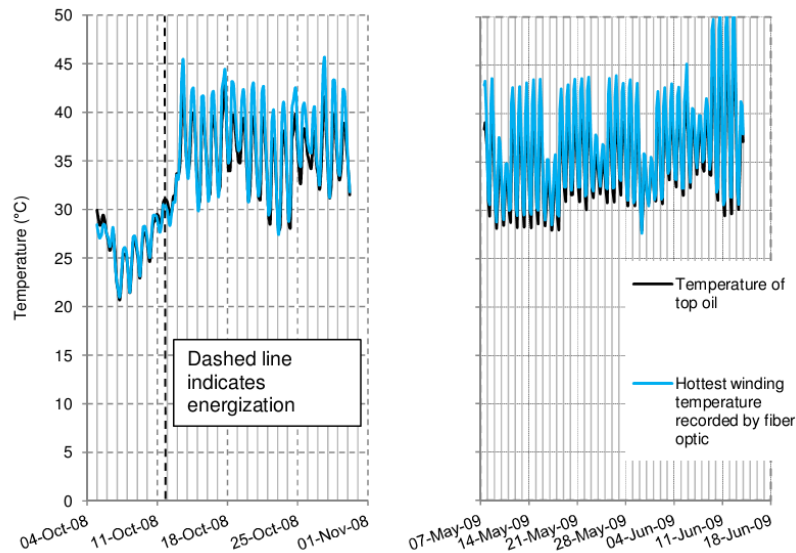 50
45
40
35
30
25
20
15
10
5
0
Temperature (°C)
Dashed line
indicates
energization
04-Oct-08
11-Oct-08
18-Oct-08
25-Oct-08
01-Nov-08
Temperature of
top oil
Hottest winding
temperature
recorded by fiber
optic
07-May-09
14-May-09
21-May-09
28-May-09
04-Jun-09
11-Jun-09
18-Jun-09